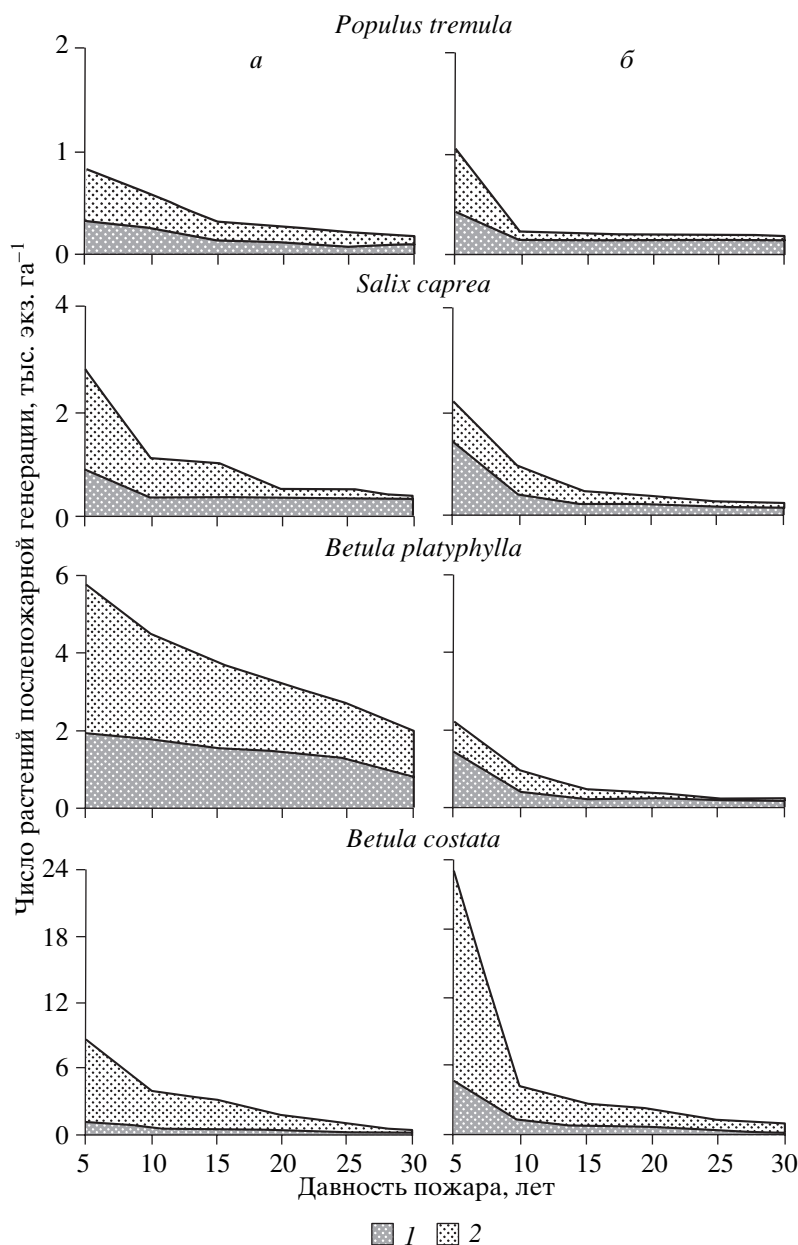 Populus tremula
а
б
2
1
0
Salix caprea
4
2
0
Betula platyphylla
6
4
2
0
Betula costata
24
18
12
6
0
5 10 15 20 25 30
5 10 15 20 25 30
Давность пожара, лет
Число растений послепожарной генерации, тыс. экз. га⁻¹
1 2